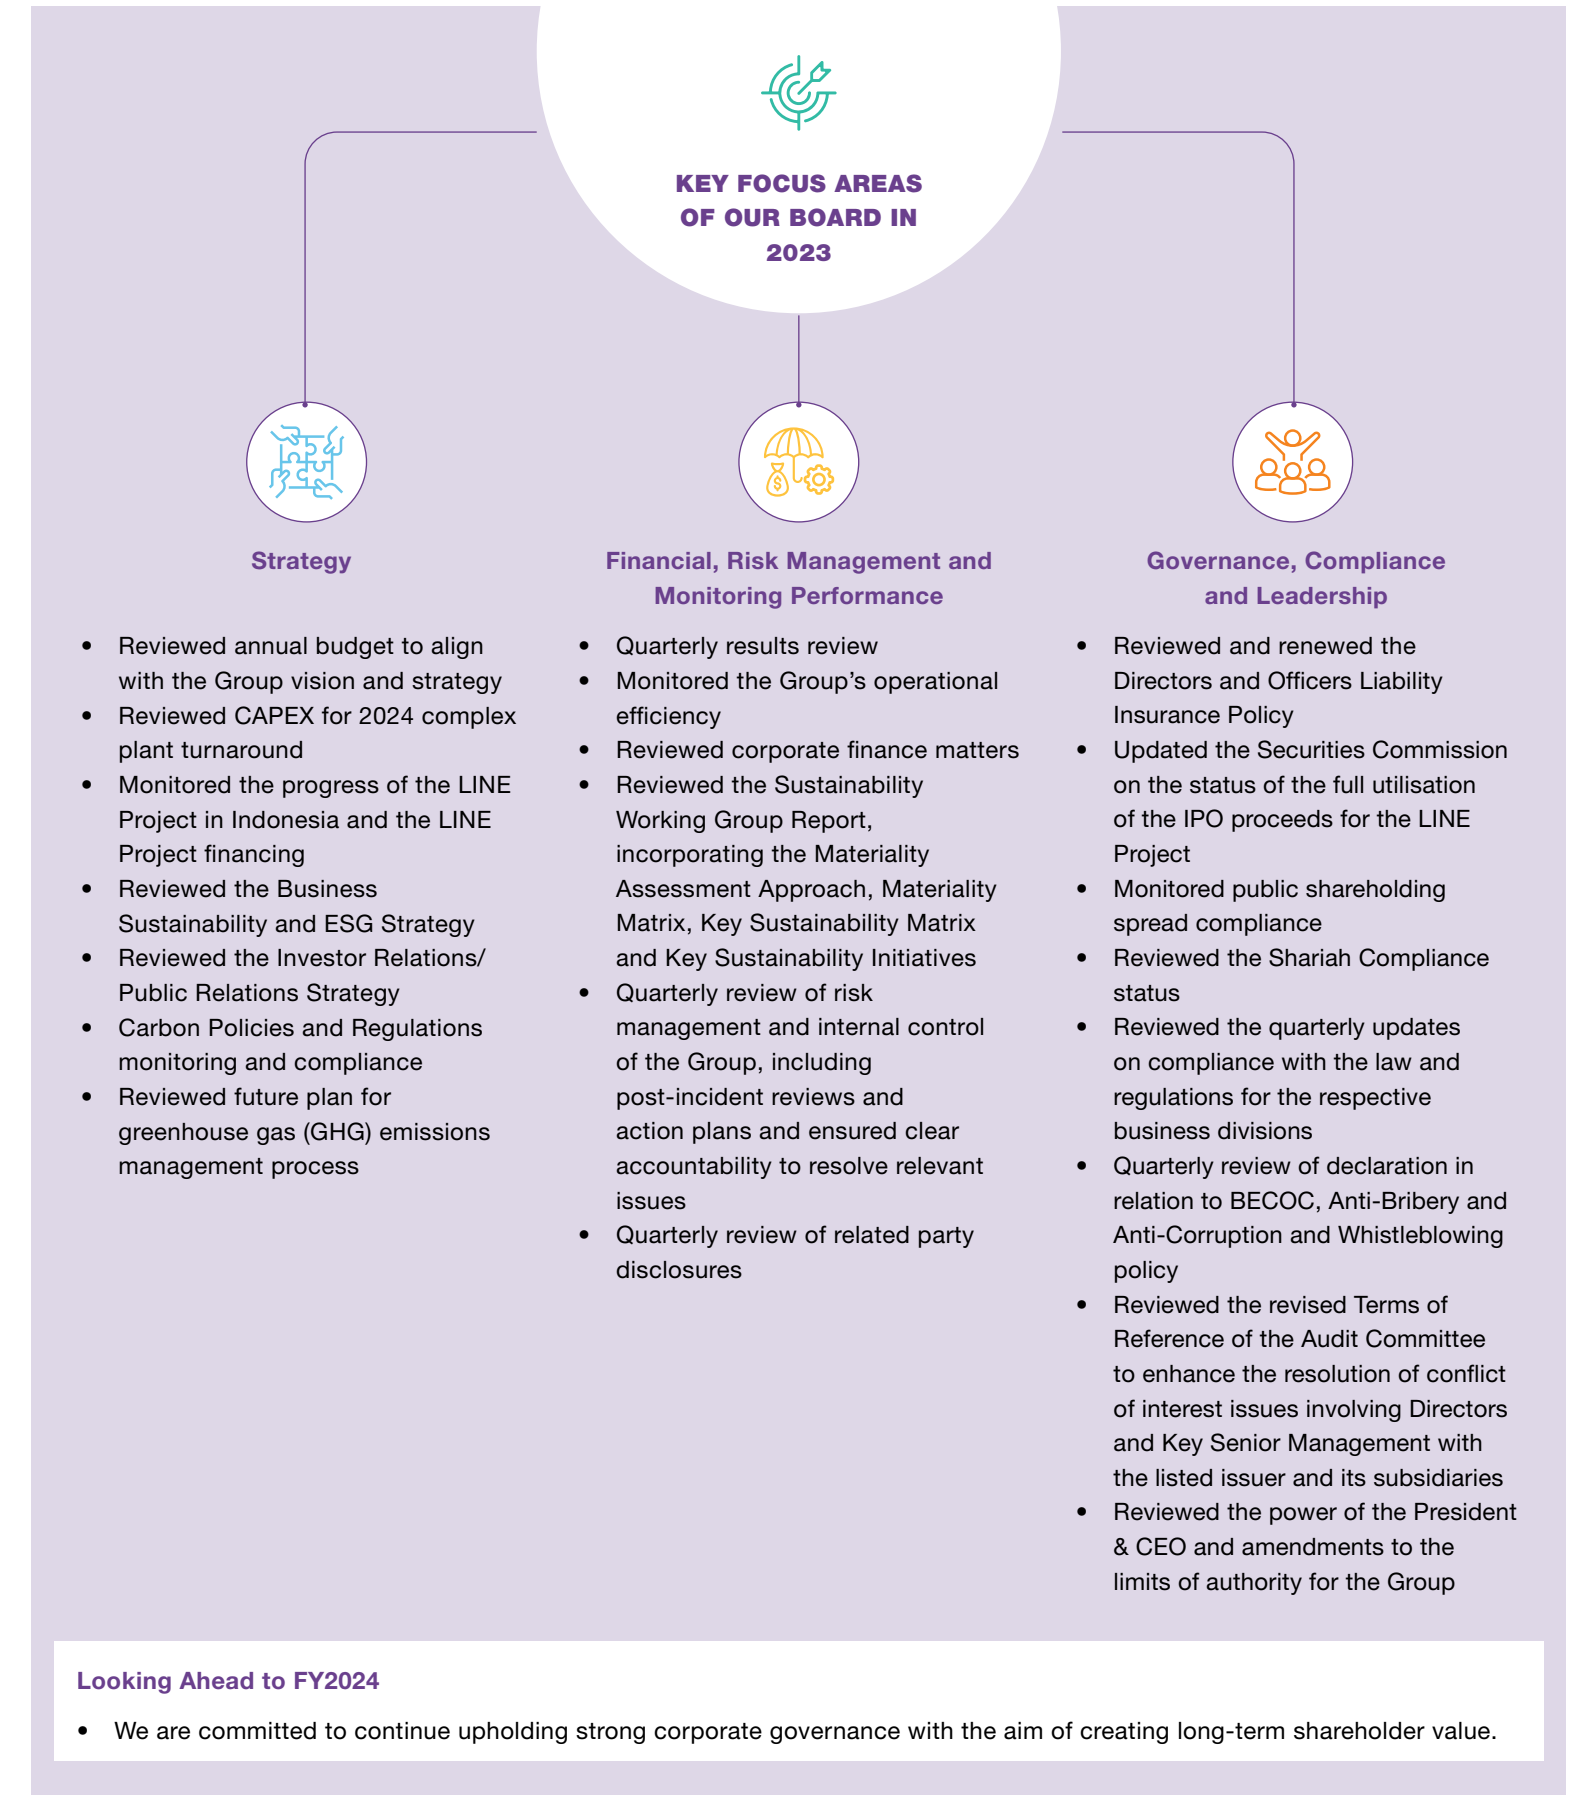 KEY FOCUS AREAS
OF OUR BOARD IN
2023
Strategy
• Reviewed annual budget to align
with the Group vision and strategy
• Reviewed CAPEX for 2024 complex
plant turnaround
• Monitored the progress of the LINE
Project in Indonesia and the LINE
Project financing
• Reviewed the Business
Sustainability and ESG Strategy
• Reviewed the Investor Relations/
Public Relations Strategy
• Carbon Policies and Regulations
monitoring and compliance
• Reviewed future plan for
greenhouse gas (GHG) emissions
management process
Financial, Risk Management and
Monitoring Performance
• Quarterly results review
• Monitored the Group’s operational
efficiency
• Reviewed corporate finance matters
• Reviewed the Sustainability
Working Group Report,
incorporating the Materiality
Assessment Approach, Materiality
Matrix, Key Sustainability Matrix
and Key Sustainability Initiatives
• Quarterly review of risk
management and internal control
of the Group, including
post-incident reviews and
action plans and ensured clear
accountability to resolve relevant
issues
• Quarterly review of related party
disclosures
Governance, Compliance
and Leadership
• Reviewed and renewed the
Directors and Officers Liability
Insurance Policy
• Updated the Securities Commission
on the status of the full utilisation
of the IPO proceeds for the LINE
Project
• Monitored public shareholding
spread compliance
• Reviewed the Shariah Compliance
status
• Reviewed the quarterly updates
on compliance with the law and
regulations for the respective
business divisions
• Quarterly review of declaration in
relation to BECOC, Anti-Bribery and
Anti-Corruption and Whistleblowing
policy
• Reviewed the revised Terms of
Reference of the Audit Committee
to enhance the resolution of conflict
of interest issues involving Directors
and Key Senior Management with
the listed issuer and its subsidiaries
• Reviewed the power of the President
& CEO and amendments to the
limits of authority for the Group
Looking Ahead to FY2024
• We are committed to continue upholding strong corporate governance with the aim of creating long-term shareholder value.